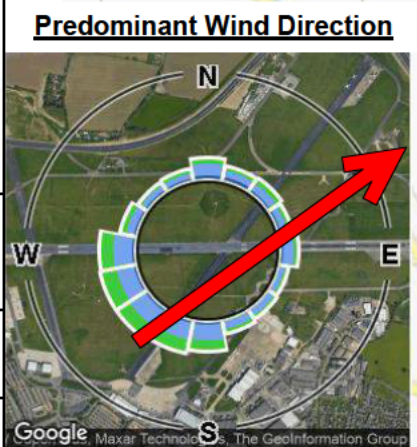 Predominant Wind Direction
N
W
E
S
Google
Maxar Technologies, The GeoInformation Group